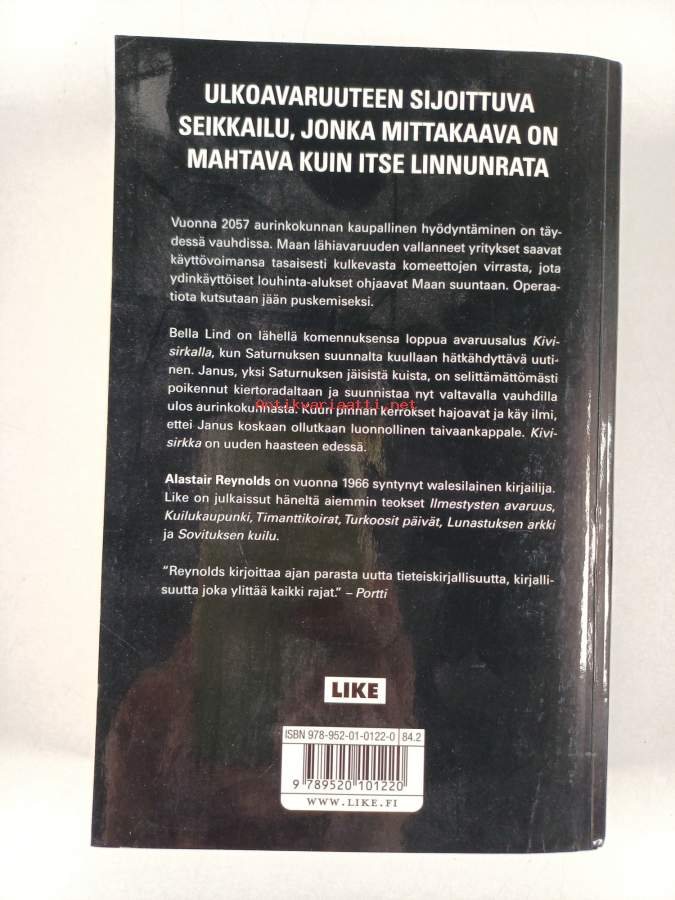 ULKOAVARUUTEEN SIJOITTUVA
SEIKKAILU, JONKA MITTAKAAVA ON
MAHTAVA KUIN ITSE LINNUNRATA
Vuonna 2057 aurinkokunnan kaupallinen hyödyntäminen on täy-
dessä vauhdissa. Maan lähiavaruuden vallanneet yritykset saavat
käyttövoimansa tasaisesti kulkevasta komeettojen virrasta, jota
ydinkäyttöiset louhinta-alukset ohjaavat Maan suuntaan. Operaa-
tiota kutsutaan jään puskemiseksi.
Bella Lind on lähellä komennuksensa loppua avaruusalus Kivi-
sirkalla, kun Saturnuksen suunnalta kuullaan hätkähdyttävä uuti-
nen. Janus, yksi Saturnuksen jäisistä kuista, on selittämättömästi
poikennut kiertoradaltaan ja suunnistaa nyt valtavalla vauhdilla
ulos aurinkokunnasta. Kuun pinnan kerrokset hajoavat ja käy ilmi,
antikvariaatti.net
ettei Janus koskaan ollutkaan luonnollinen taivaankappale. Kivi-
sirkka on uuden haasteen edessä.
Alastair Reynolds on vuonna 1966 syntynyt walesilainen kirjailija.
Like on julkaissut häneltä aiemmin teokset Ilmestysten avaruus,
Kuilukaupunki, Timanttikoirat, Turkoosit päivät, Lunastuksen arkki
ja Sovituksen kuilu.
"Reynolds kirjoittaa ajan parasta uutta tieteiskirjallisuutta, kirjalli-
suutta joka ylittää kaikki rajat." – Portti
LIKE
ISBN 978-952-01-0122-0 84.2
9 789520 101220
WWW.LIKE.FI